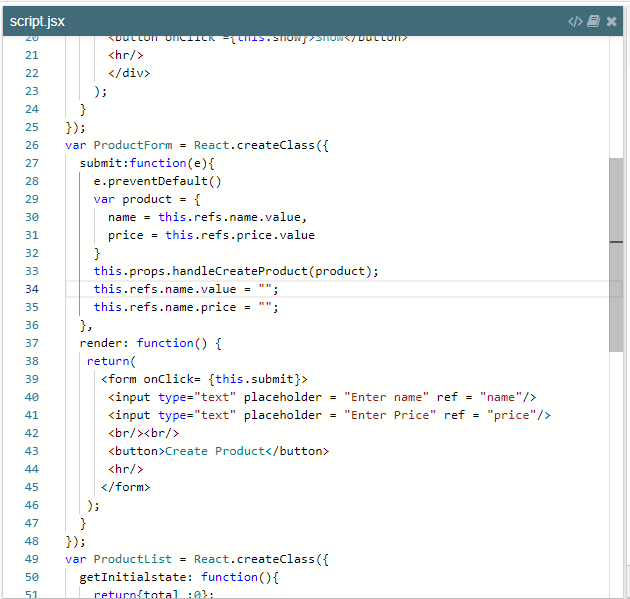 script.jsx
20 <button onClick ={this.show}>Show</button>
21 <hr/>
22 </div>
23 );
24 }
25 });
26 var ProductForm = React.createClass({
27 submit:function(e){
28 e.preventDefault()
29 var product = {
30 name = this.refs.name.value,
31 price = this.refs.price.value
32 }
33 this.props.handleCreateProduct(product);
34 this.refs.name.value = "";
35 this.refs.name.price = "";
36 },
37 render: function() {
38 return(
39 <form onClick= {this.submit}>
40 <input type="text" placeholder = "Enter name" ref = "name"/>
41 <input type="text" placeholder = "Enter Price" ref = "price"/>
42 <br/><br/>
43 <button>Create Product</button>
44 <hr/>
45 </form>
46 );
47 }
48 });
49 var ProductList = React.createClass({
50 getInitialstate: function(){
51 return{total :0};